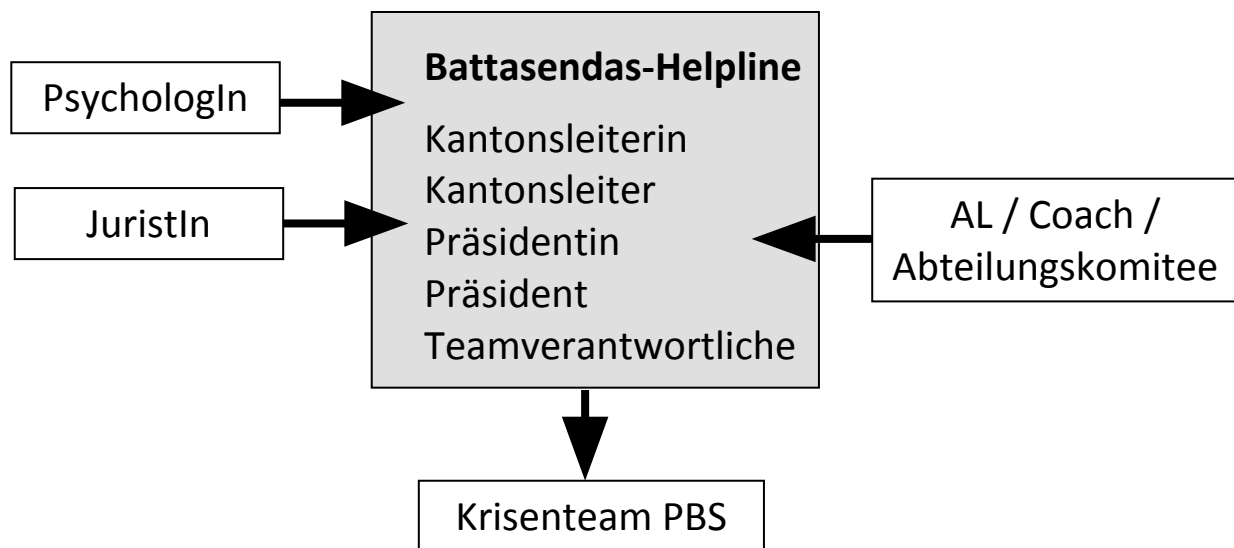 Battasendas-Helpline
PsychologIn
Kantonsleiterin
Kantonsleiter
JuristIn
Präsidentin
Präsident
Teamverantwortliche
AL / Coach /
Abteilungskomitee
Krisenteam PBS